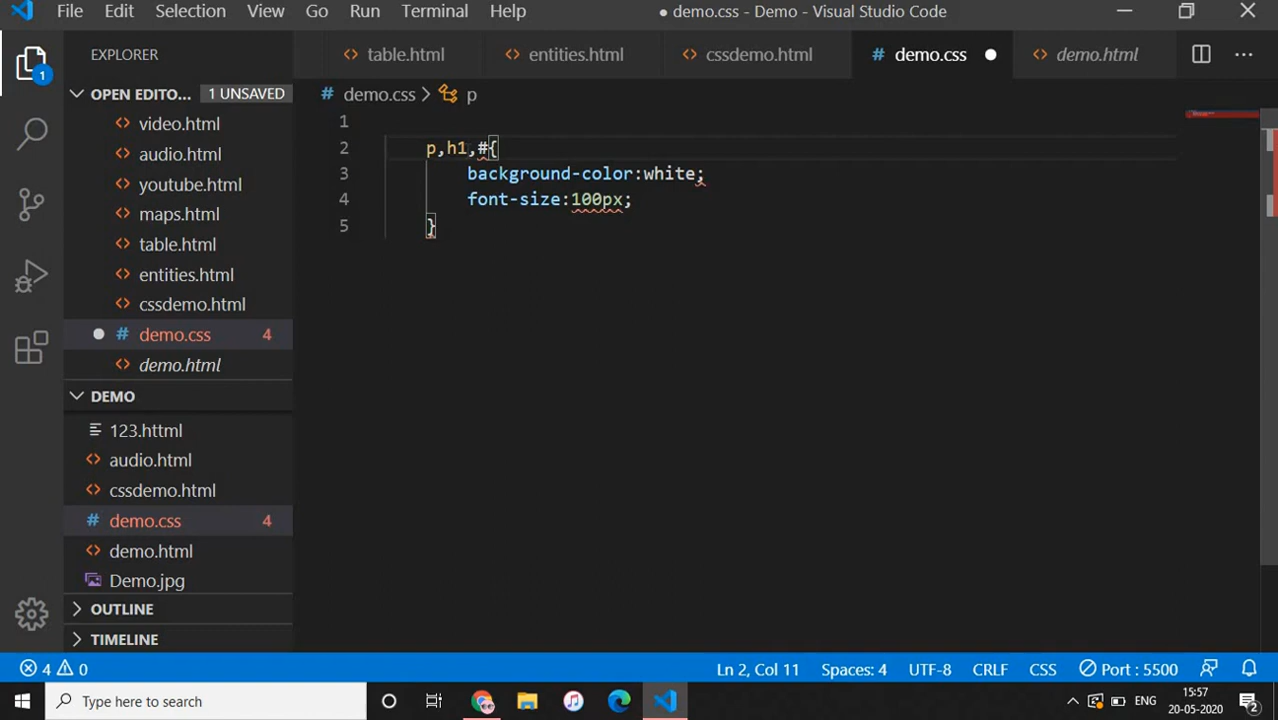 File Edit Selection View Go Run Terminal Help ● demo.css - Demo - Visual Studio Code
EXPLORER
table.html entities.html cssdemo.html # demo.css demo.html
1
OPEN EDITO... 1 UNSAVED
# demo.css > p
video.html
audio.html
youtube.html
maps.html
table.html
entities.html
cssdemo.html
# demo.css 4
demo.html
1
2 p,h1,#{
3 background-color:white;
4 font-size:100px;
5 }
DEMO
123.httml
audio.html
cssdemo.html
# demo.css 4
demo.html
Demo.jpg
OUTLINE
TIMELINE
4 0 Ln 2, Col 11 Spaces: 4 UTF-8 CRLF CSS Port : 5500
Type here to search
ENG 15:57
20-05-2020
2